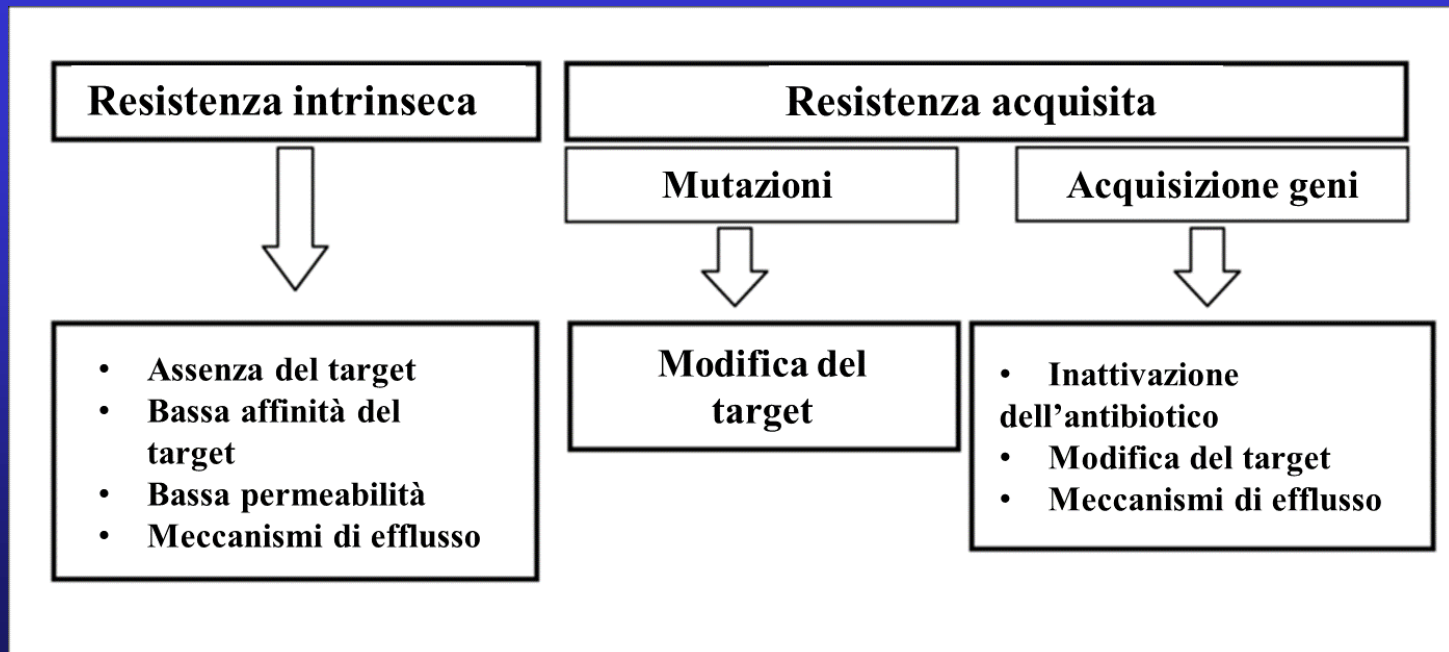 Resistenza intrinseca
Resistenza acquisita
Mutazioni
Acquisizione geni
• Assenza del target
• Bassa affinità del
target
• Bassa permeabilità
• Meccanismi di efflusso
Modifica del
target
• Inattivazione
dell’antibiotico
• Modifica del target
• Meccanismi di efflusso